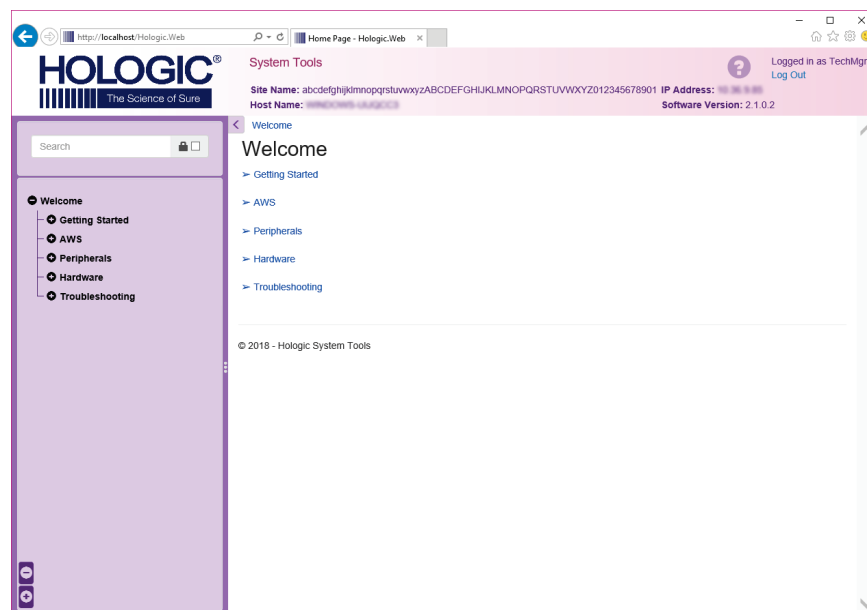 http://localhost/Hologic.Web
Home Page - Hologic.Web
HOLOGIC®
The Science of Sure
System Tools
Logged in as TechMgr
Log Out
Site Name: abcdefghijklmnopqrstuvwxyzABCDEFGHIJKLMNOPQRSTUVWXYZ012345678901 IP Address:
Host Name:
Software Version: 2.1.0.2
Search
Welcome
Getting Started
AWS
Peripherals
Hardware
Troubleshooting
Welcome
Welcome
Getting Started
AWS
Peripherals
Hardware
Troubleshooting
© 2018 - Hologic System Tools